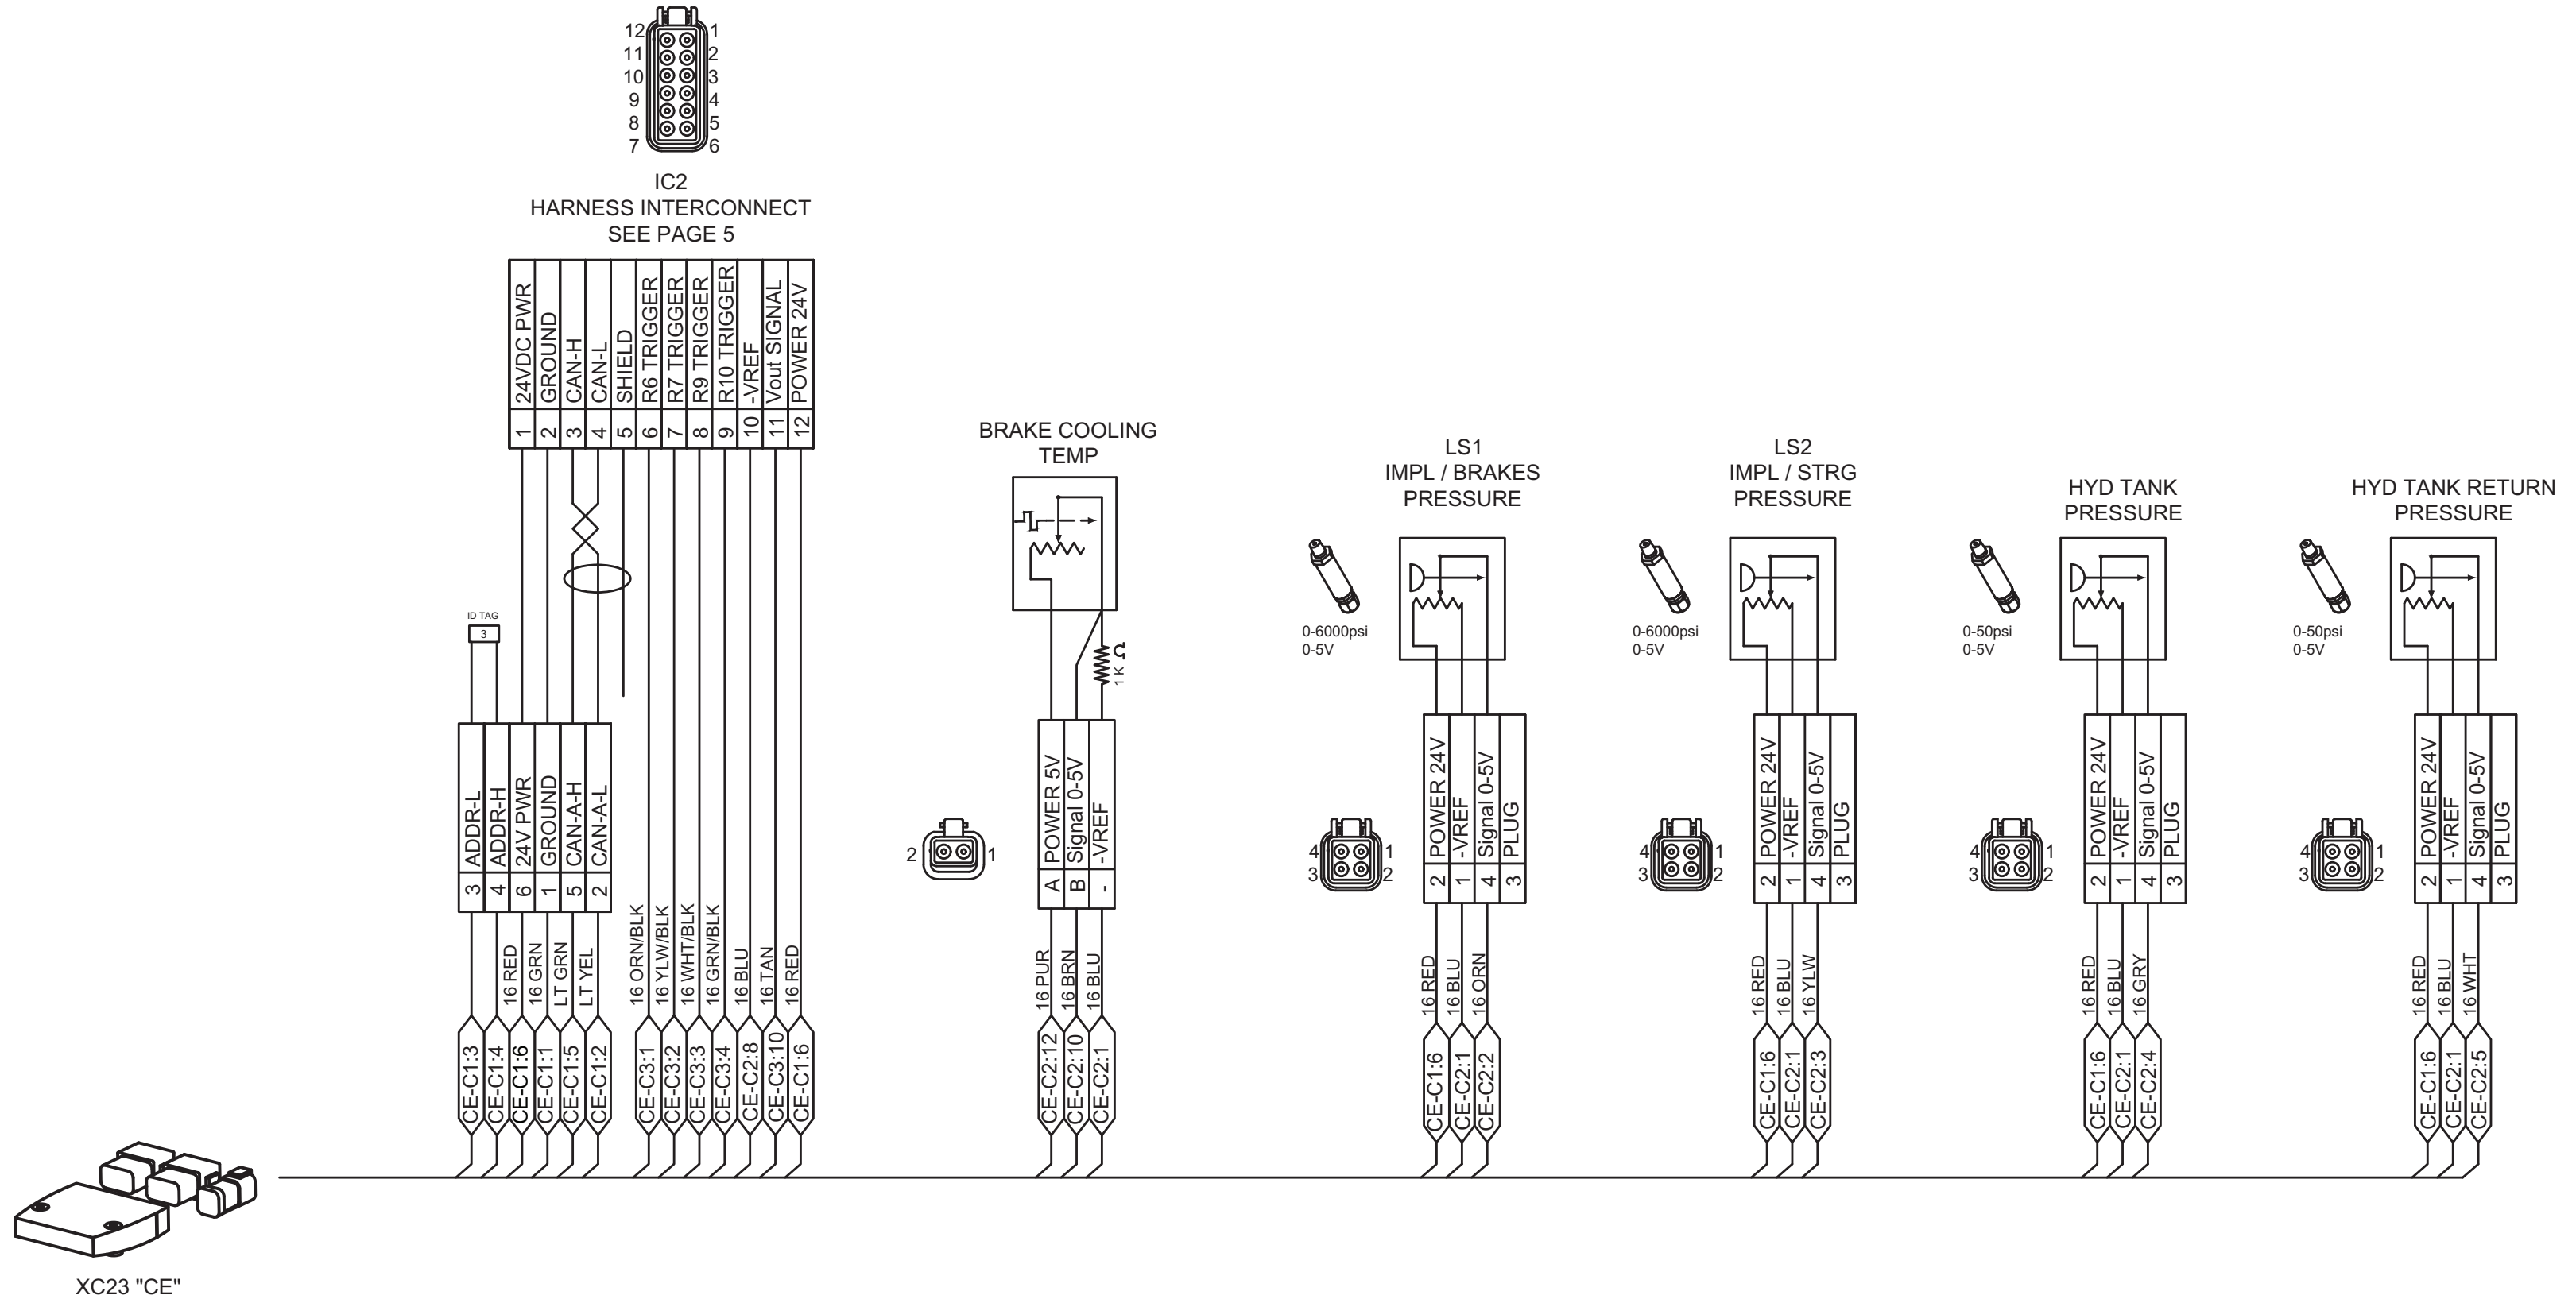 12 1
11 2
10 3
9 4
8 5
7 6
IC2
HARNESS INTERCONNECT
SEE PAGE 5
1 24VDC PWR
2 GROUND
3 CAN-H
4 CAN-L
5 SHIELD
6 R6 TRIGGER
7 R7 TRIGGER
8 R9 TRIGGER
9 R10 TRIGGER
10 -VREF
11 Vout SIGNAL
12 POWER 24V
ID TAG
3
3 ADDR-L
4 ADDR-H
6 24V PWR
1 GROUND
5 CAN-A-H
2 CAN-A-L
16 RED
16 GRN
LT GRN
LT YEL
16 ORN/BLK
16 YLW/BLK
16 WHT/BLK
16 GRN/BLK
16 BLU
16 TAN
16 RED
CE-C1:3
CE-C1:4
CE-C1:6
CE-C1:1
CE-C1:5
CE-C1:2
CE-C3:1
CE-C3:2
CE-C3:3
CE-C3:4
CE-C2:8
CE-C3:10
CE-C1:6
BRAKE COOLING
TEMP
1 K Ω
2 1
A POWER 5V
B Signal 0-5V
- -VREF
16 PUR
16 BRN
16 BLU
CE-C2:12
CE-C2:10
CE-C2:1
LS1
IMPL / BRAKES
PRESSURE
0-6000psi
0-5V
4 1
3 2
2 POWER 24V
1 -VREF
4 Signal 0-5V
3 PLUG
16 RED
16 BLU
16 ORN
CE-C1:6
CE-C2:1
CE-C2:2
LS2
IMPL / STRG
PRESSURE
0-6000psi
0-5V
4 1
3 2
2 POWER 24V
1 -VREF
4 Signal 0-5V
3 PLUG
16 RED
16 BLU
16 YLW
CE-C1:6
CE-C2:1
CE-C2:3
HYD TANK
PRESSURE
0-50psi
0-5V
4 1
3 2
2 POWER 24V
1 -VREF
4 Signal 0-5V
3 PLUG
16 RED
16 BLU
16 GRY
CE-C1:6
CE-C2:1
CE-C2:4
HYD TANK RETURN
PRESSURE
0-50psi
0-5V
4 1
3 2
2 POWER 24V
1 -VREF
4 Signal 0-5V
3 PLUG
16 RED
16 BLU
16 WHT
CE-C1:6
CE-C2:1
CE-C2:5
XC23 "CE"